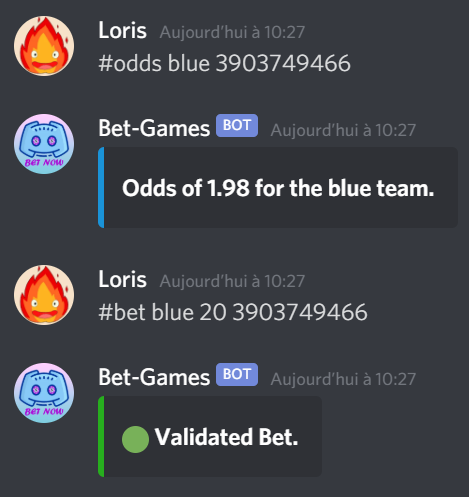 Loris Aujourd'hui à 10:27
#odds blue 3903749466
Bet-Games BOT Aujourd'hui à 10:27
BET NOW
Odds of 1.98 for the blue team.
Loris Aujourd'hui à 10:27
#bet blue 20 3903749466
Bet-Games BOT Aujourd'hui à 10:27
BET NOW
Validated Bet.